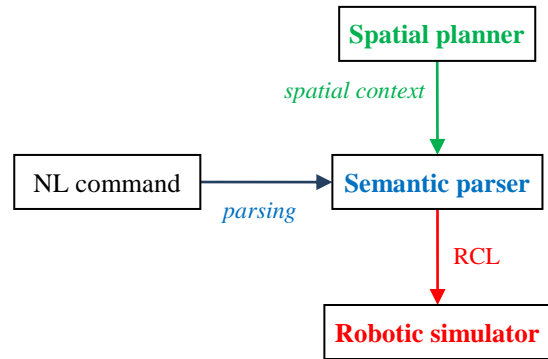 Spatial planner
spatial context
NL command
Semantic parser
parsing
RCL
Robotic simulator